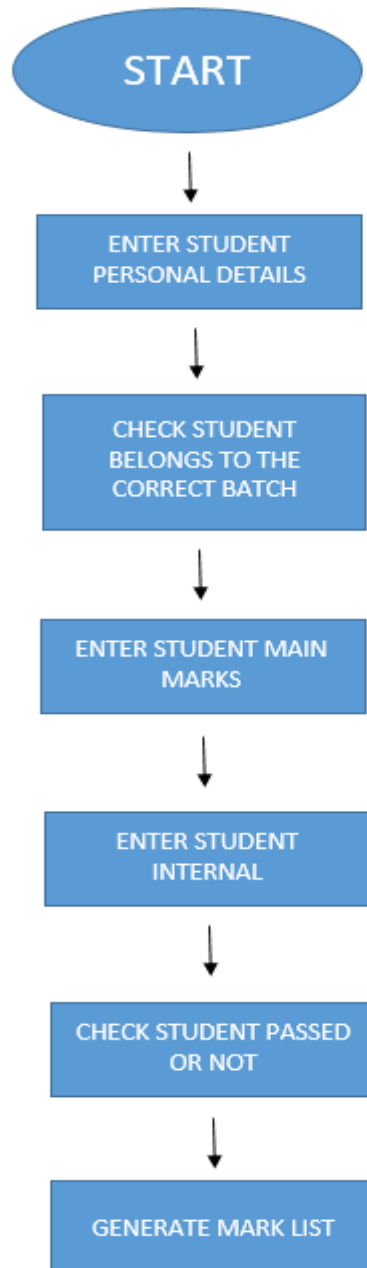 START
ENTER STUDENT
PERSONAL DETAILS
CHECK STUDENT
BELONGS TO THE
CORRECT BATCH
ENTER STUDENT MAIN
MARKS
ENTER STUDENT
INTERNAL
CHECK STUDENT PASSED
OR NOT
GENERATE MARK LIST